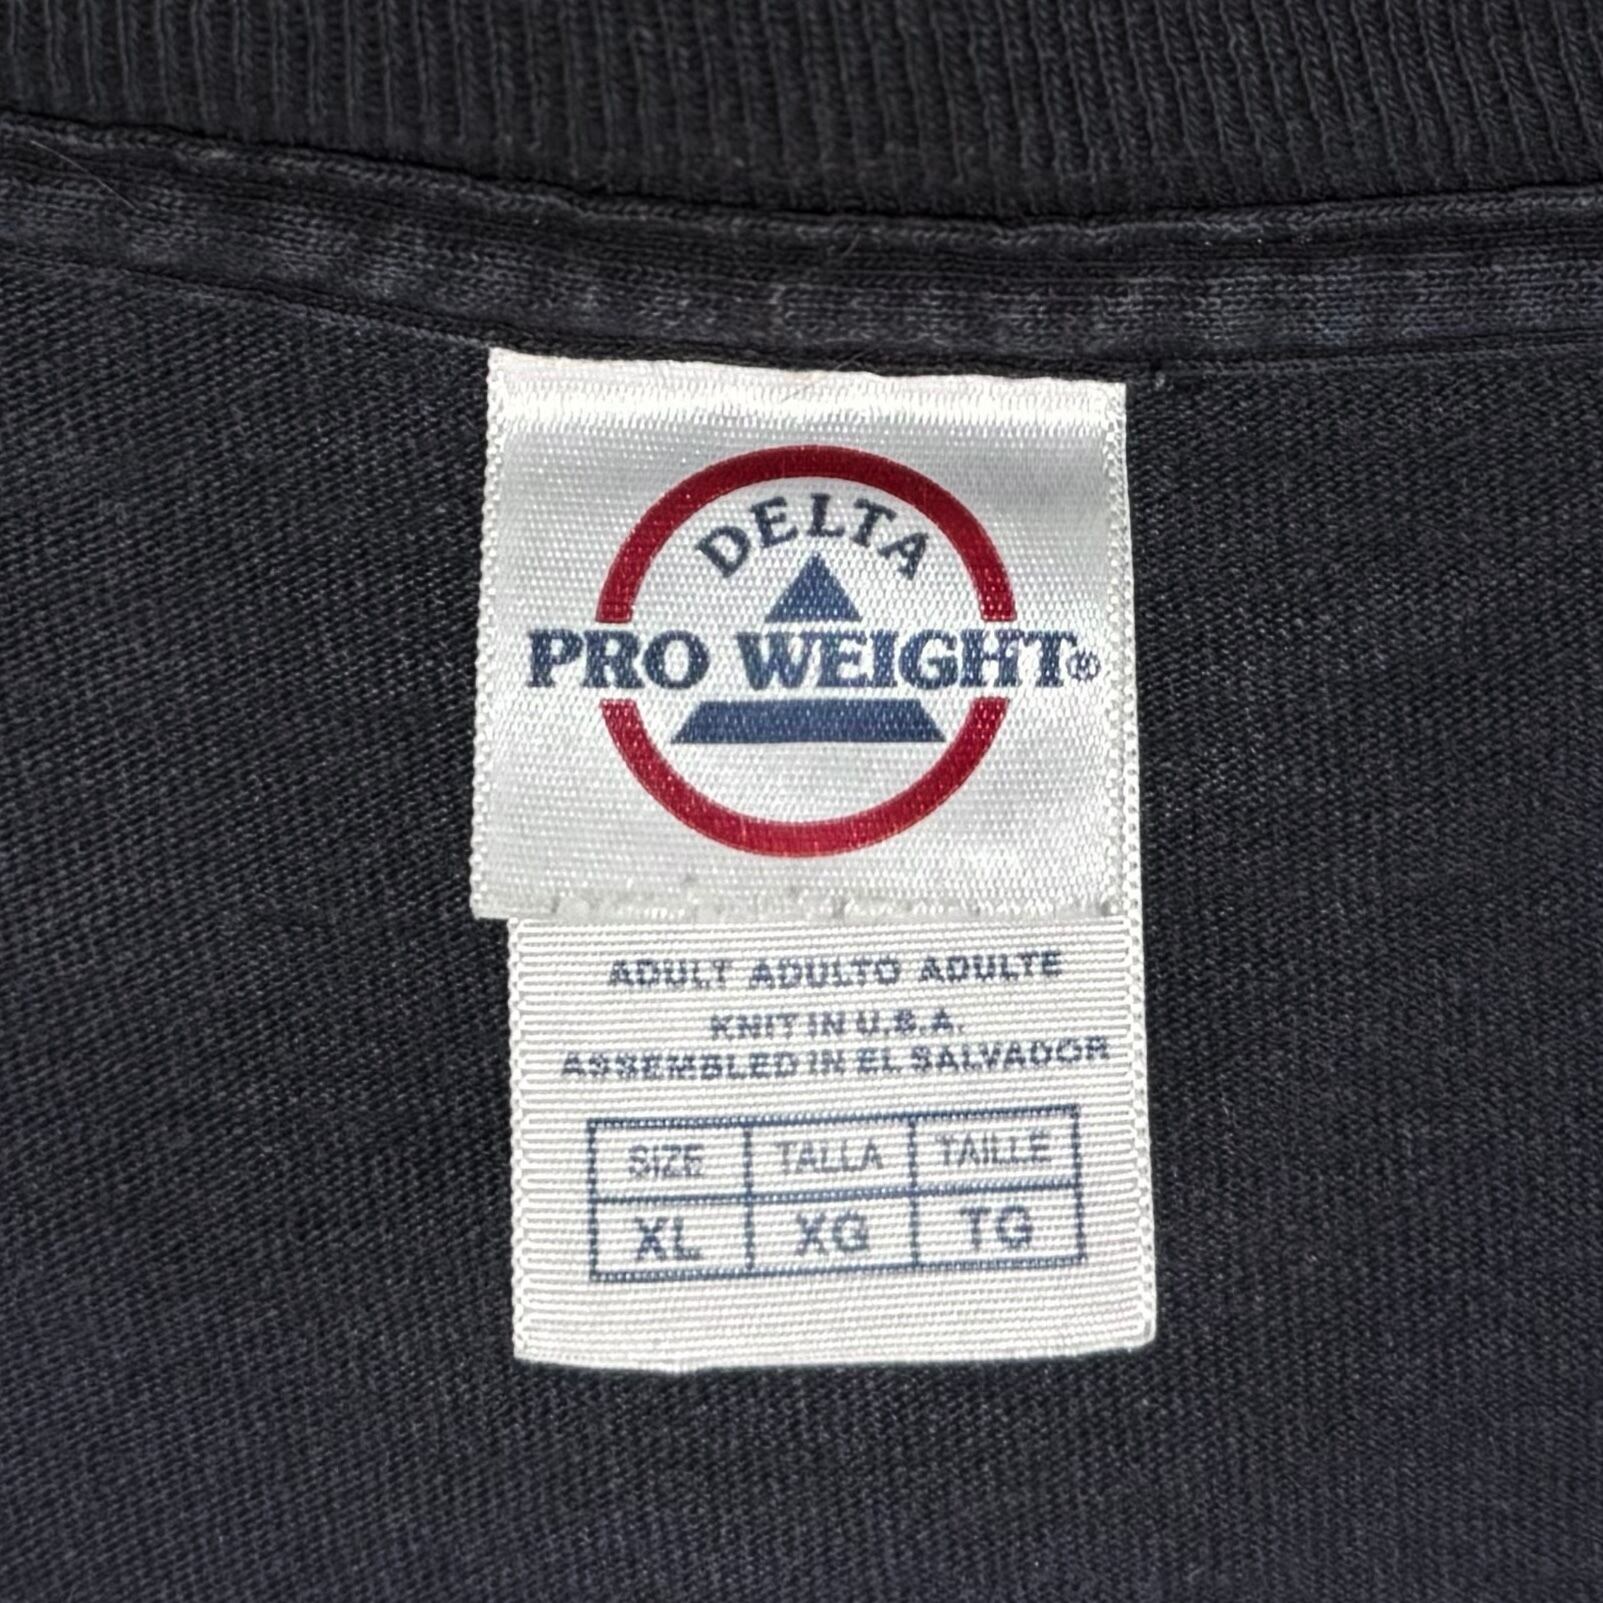 DELTA
PRO WEIGHT®
ADULT ADULTO ADULTE
KNIT IN U.S.A.
ASSEMBLED IN EL SALVADOR
SIZE TALLA TAILLE
XL XG TG